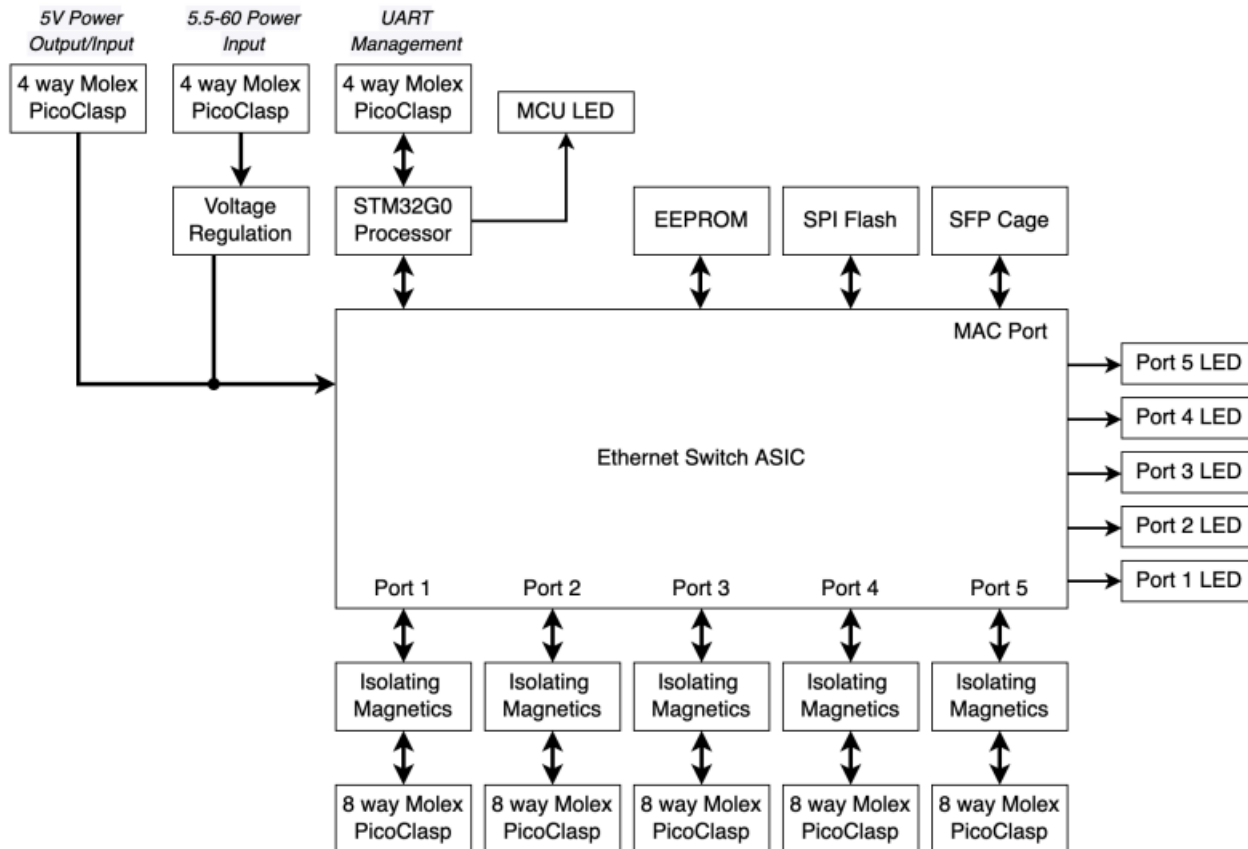 5V Power
Output/Input
5.5-60 Power
Input
UART
Management
4 way Molex
PicoClasp
4 way Molex
PicoClasp
4 way Molex
PicoClasp
MCU LED
Voltage
Regulation
STM32G0
Processor
EEPROM
SPI Flash
SFP Cage
MAC Port
Port 5 LED
Port 4 LED
Ethernet Switch ASIC
Port 3 LED
Port 2 LED
Port 1 LED
Port 1
Port 2
Port 3
Port 4
Port 5
Isolating
Magnetics
Isolating
Magnetics
Isolating
Magnetics
Isolating
Magnetics
Isolating
Magnetics
8 way Molex
PicoClasp
8 way Molex
PicoClasp
8 way Molex
PicoClasp
8 way Molex
PicoClasp
8 way Molex
PicoClasp